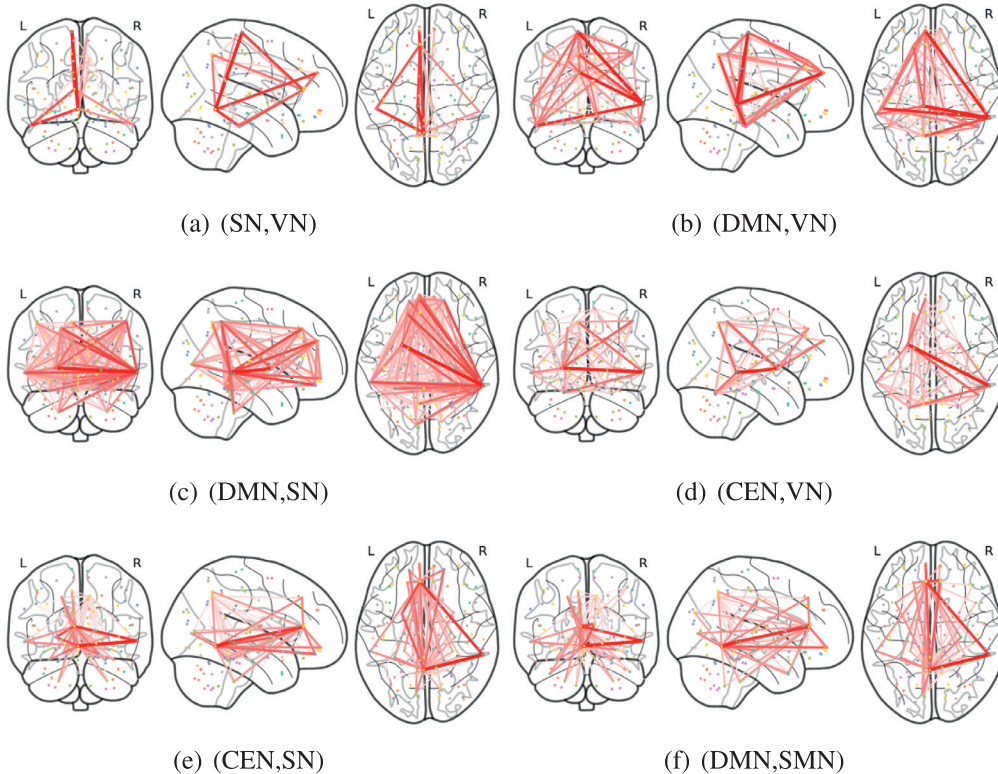 L R L R
(a) (SN,VN) (b) (DMN,VN)
L R L R
(c) (DMN,SN) (d) (CEN,VN)
L R L R
(e) (CEN,SN) (f) (DMN,SMN)